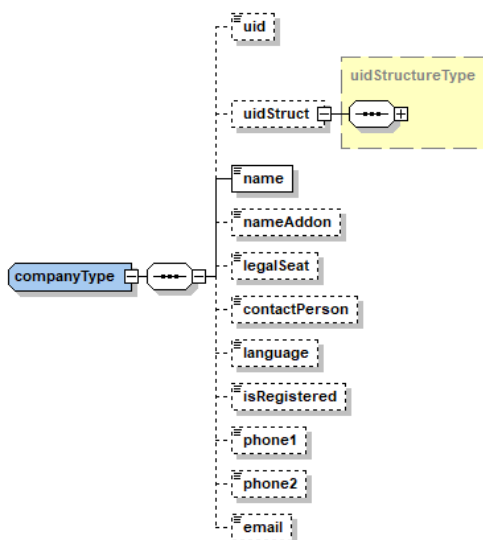 uid
uidStructureType
uidStruct
name
nameAddon
legalSeat
companyType
contactPerson
language
isRegistered
phone1
phone2
email